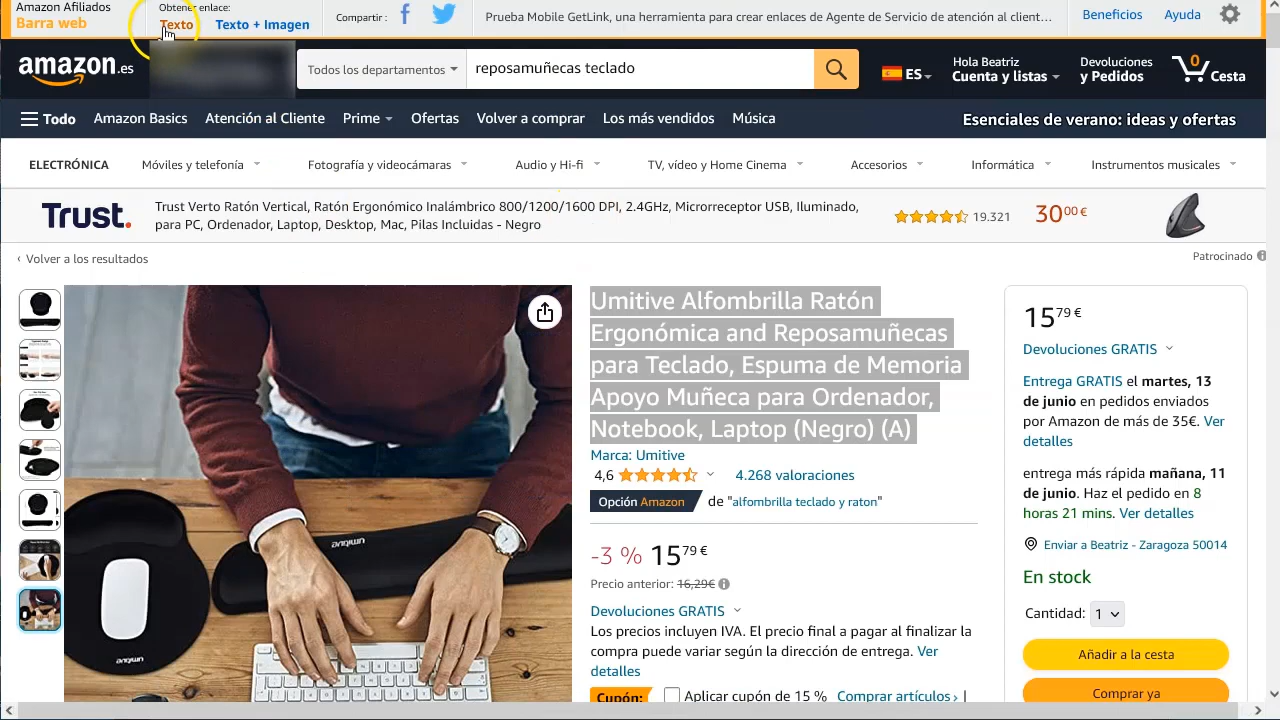 Amazon Afiliados
Barra web
Obtener enlace:
Texto
Texto + Imagen
Compartir :
Prueba Mobile GetLink, una herramienta para crear enlaces de Agente de servicio de atención al client…
Beneficios
Ayuda
amazon.es
Todos los departamentos
reposamuñecas teclado
ES
Hola Beatriz
Cuenta y listas
Devoluciones
y Pedidos
0
Cesta
Todo
Amazon Basics
Atención al Cliente
Prime
Ofertas
Volver a comprar
Los más vendidos
Música
Esenciales de verano: ideas y ofertas
ELECTRÓNICA
Móviles y telefonía
Fotografía y videocámaras
Audio y Hi-fi
TV, vídeo y Home Cinema
Accesorios
Informática
Instrumentos musicales
Trust.
Trust Verto Ratón Vertical, Ratón Ergonómico Inalámbrico 800/1200/1600 DPI, 2.4GHz, Microrreceptor USB, Iluminado,
para PC, Ordenador, Laptop, Desktop, Mac, Pilas Incluidas - Negro
19.321
30,00 €
‹ Volver a los resultados
Patrocinado
Umitive Alfombrilla Ratón
Ergonómica and Reposamuñecas
para Teclado, Espuma de Memoria
Apoyo Muñeca para Ordenador,
Notebook, Laptop (Negro) (A)
Marca: Umitive
4,6
4.268 valoraciones
Opción Amazon de "alfombrilla teclado y raton"
-3 % 15 79 €
Precio anterior: 16,29€
Devoluciones GRATIS
Los precios incluyen IVA. El precio final a pagar al finalizar la
compra puede variar según la dirección de entrega. Ver
detalles
Cupón:
Aplicar cupón de 15 % Comprar artículos › |
15 79 €
Devoluciones GRATIS
Entrega GRATIS el martes, 13
de junio en pedidos enviados
por Amazon de más de 35€. Ver
detalles
entrega más rápida mañana, 11
de junio. Haz el pedido en 8
horas 21 mins. Ver detalles
Enviar a Beatriz - Zaragoza 50014
En stock
Cantidad: 1
Añadir a la cesta
Comprar ya